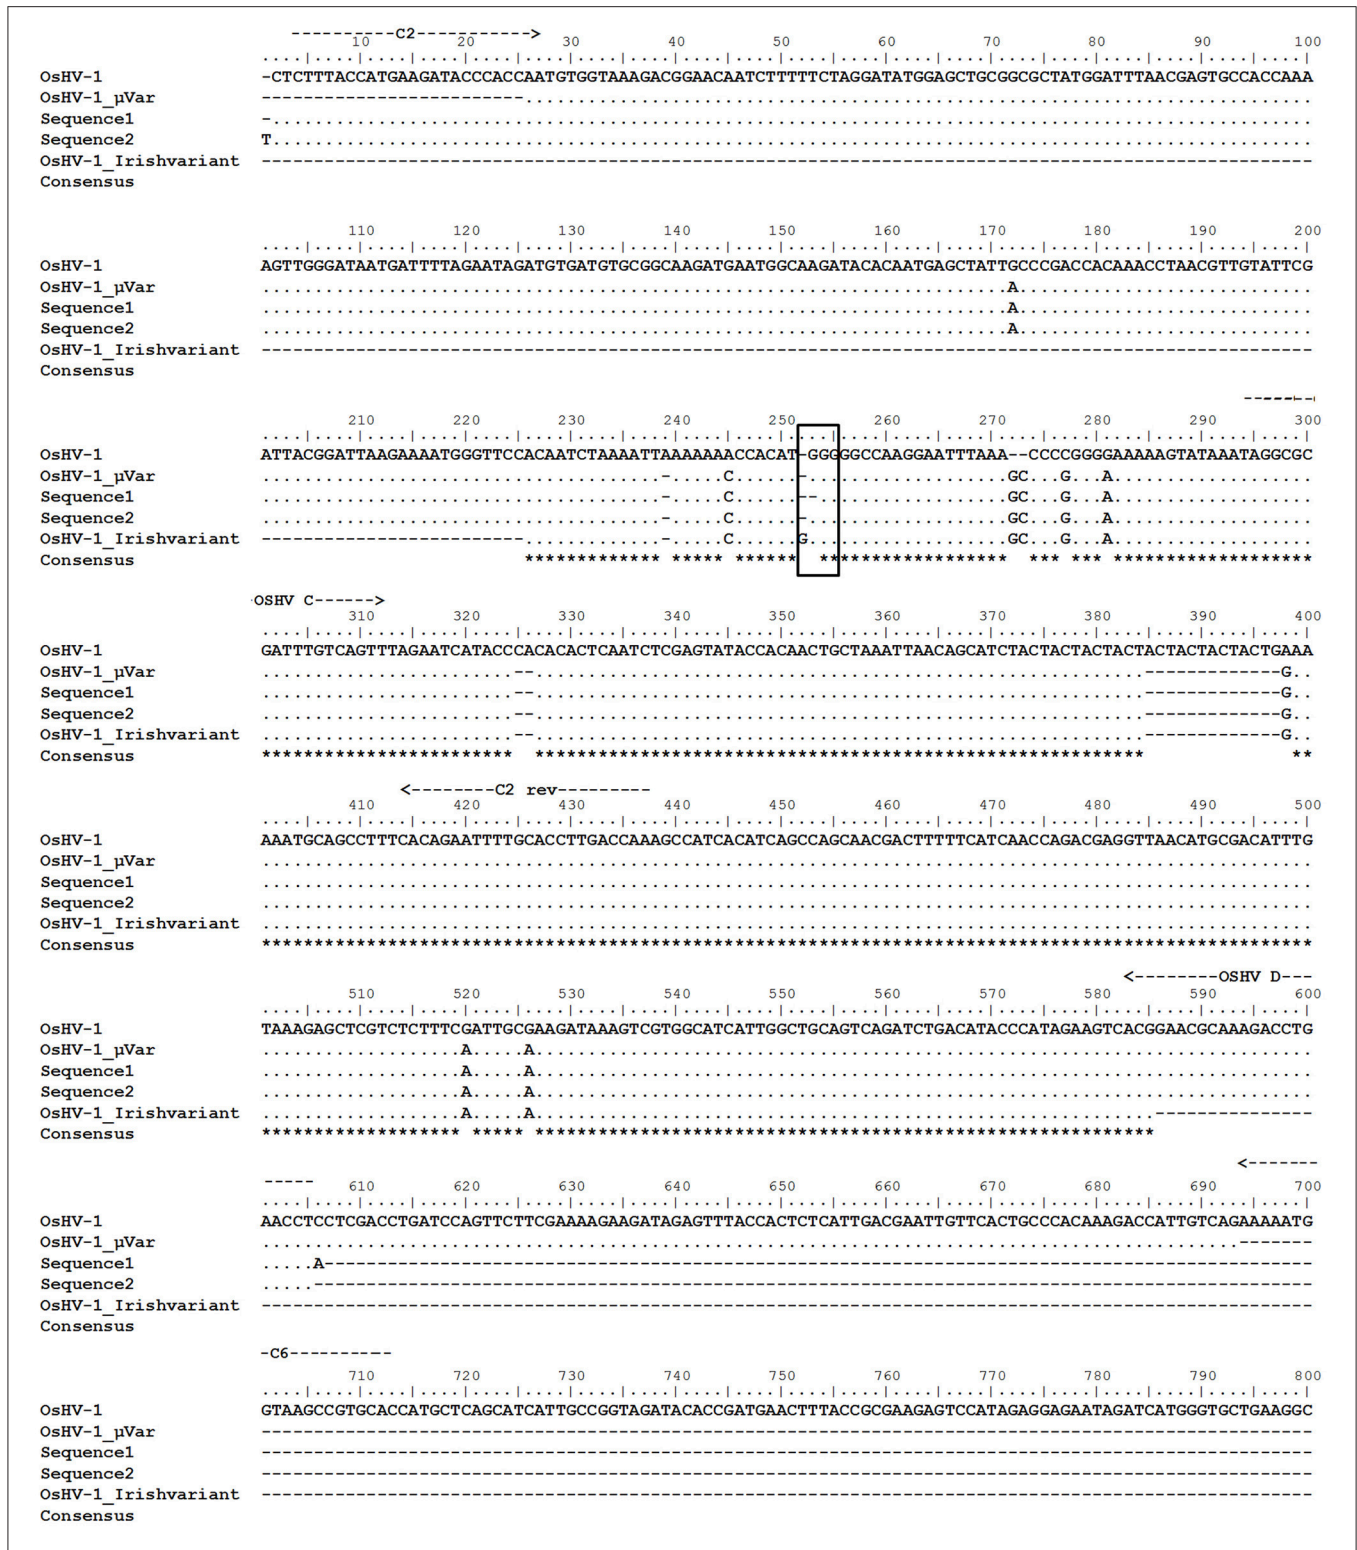 ----------C2----------->
10 20 30 40 50 60 70 80 90 100
....|....|....|....|....|....|....|....|....|....|....|....|....|....|....|....|....|....|....|....|
OsHV-1 -CTCTTTACCATGAAGATACCCACCAATGTGGTAAAGACGGAACAATCTTTTTCTAGGATATGGAGCTGCGGCGCTATGGATTTAACGAGTGCCACCAAA
OsHV-1_µVar -------------------------...........................................................................
Sequence1 -...................................................................................................
Sequence2 T...................................................................................................
OsHV-1_Irishvariant ----------------------------------------------------------------------------------------------------
Consensus
110 120 130 140 150 160 170 180 190 200
....|....|....|....|....|....|....|....|....|....|....|....|....|....|....|....|....|....|....|....|
OsHV-1 AGTTGGGATAATGATTTTAGAATAGATGTGATGTGCGGCAAGATGAATGGCAAGATACACAATGAGCTATTGCCCGACCACAAACCTAACGTTGTATTCG
OsHV-1_µVar .......................................................................A............................
Sequence1 .......................................................................A............................
Sequence2 .......................................................................A............................
OsHV-1_Irishvariant ----------------------------------------------------------------------------------------------------
Consensus
210 220 230 240 250 260 270 280 290 300
....|....|....|....|....|....|....|....|....|....|....|....|....|....|....|....|....|....|....|....|
OsHV-1 ATTACGGATTAAGAAAATGGGTTCCACAATCTAAAATTAAAAAAACCACAT-GGGGGCCAAGGAATTTAAA--CCCCGGGGAAAAAGTATAAATAGGCGC
OsHV-1_µVar ......................................-.....C......-...................GC...G...A...................
Sequence1 ......................................-.....C......--..................GC...G...A...................
Sequence2 ......................................-.....C......-...................GC...G...A...................
OsHV-1_Irishvariant -------------------------.............-.....C......G...................GC...G...A...................
Consensus ************* ***** ****** ****************** *** *** *******************
OSHV C------>
310 320 330 340 350 360 370 380 390 400
....|....|....|....|....|....|....|....|....|....|....|....|....|....|....|....|....|....|....|....|
OsHV-1 GATTTGTCAGTTTAGAATCATACCCACACACTCAATCTCGAGTATACCACAACTGCTAAATTAACAGCATCTACTACTACTACTACTACTACTACTGAAA
OsHV-1_µVar ........................--..........................................................-------------G..
Sequence1 ........................--..........................................................-------------G..
Sequence2 ........................--..........................................................-------------G..
OsHV-1_Irishvariant ........................--..........................................................-------------G..
Consensus ************************ ********************************************************** **
<--------C2 rev---------
410 420 430 440 450 460 470 480 490 500
....|....|....|....|....|....|....|....|....|....|....|....|....|....|....|....|....|....|....|....|
OsHV-1 AAATGCAGCCTTTCACAGAATTTTGCACCTTGACCAAAGCCATCACATCAGCCAGCAACGACTTTTTCATCAACCAGACGAGGTTAACATGCGACATTTG
OsHV-1_µVar ....................................................................................................
Sequence1 ....................................................................................................
Sequence2 ....................................................................................................
OsHV-1_Irishvariant ....................................................................................................
Consensus ****************************************************************************************************
<--------OSHV D---
510 520 530 540 550 560 570 580 590 600
....|....|....|....|....|....|....|....|....|....|....|....|....|....|....|....|....|....|....|....|
OsHV-1 TAAAGAGCTCGTCTCTTTCGATTGCGAAGATAAAGTCGTGGCATCATTGGCTGCAGTCAGATCTGACATACCCATAGAAGTCACGGAACGCAAAGACCTG
OsHV-1_µVar ...................A.....A..........................................................................
Sequence1 ...................A.....A..........................................................................
Sequence2 ...................A.....A..........................................................................
OsHV-1_Irishvariant ...................A.....A...........................................................---------------
Consensus ******************* ***** ***********************************************************
-----
<-------
610 620 630 640 650 660 670 680 690 700
....|....|....|....|....|....|....|....|....|....|....|....|....|....|....|....|....|....|....|....|
OsHV-1 AACCTCCTCGACCTGATCCAGTTCTTCGAAAAGAAGATAGAGTTTACCACTCTCATTGACGAATTGTTCACTGCCCACAAAGACCATTGTCAGAAAAATG
OsHV-1_µVar .............................................................................................-------
Sequence1 .....A----------------------------------------------------------------------------------------------
Sequence2 .....-----------------------------------------------------------------------------------------------
OsHV-1_Irishvariant ----------------------------------------------------------------------------------------------------
Consensus
-C6----------
710 720 730 740 750 760 770 780 790 800
....|....|....|....|....|....|....|....|....|....|....|....|....|....|....|....|....|....|....|....|
OsHV-1 GTAAGCCGTGCACCATGCTCAGCATCATTGCCGGTAGATACACCGATGAACTTTACCGCGAAGAGTCCATAGAGGAGAATAGATCATGGGTGCTGAAGGC
OsHV-1_µVar ----------------------------------------------------------------------------------------------------
Sequence1 ----------------------------------------------------------------------------------------------------
Sequence2 ----------------------------------------------------------------------------------------------------
OsHV-1_Irishvariant ----------------------------------------------------------------------------------------------------
Consensus